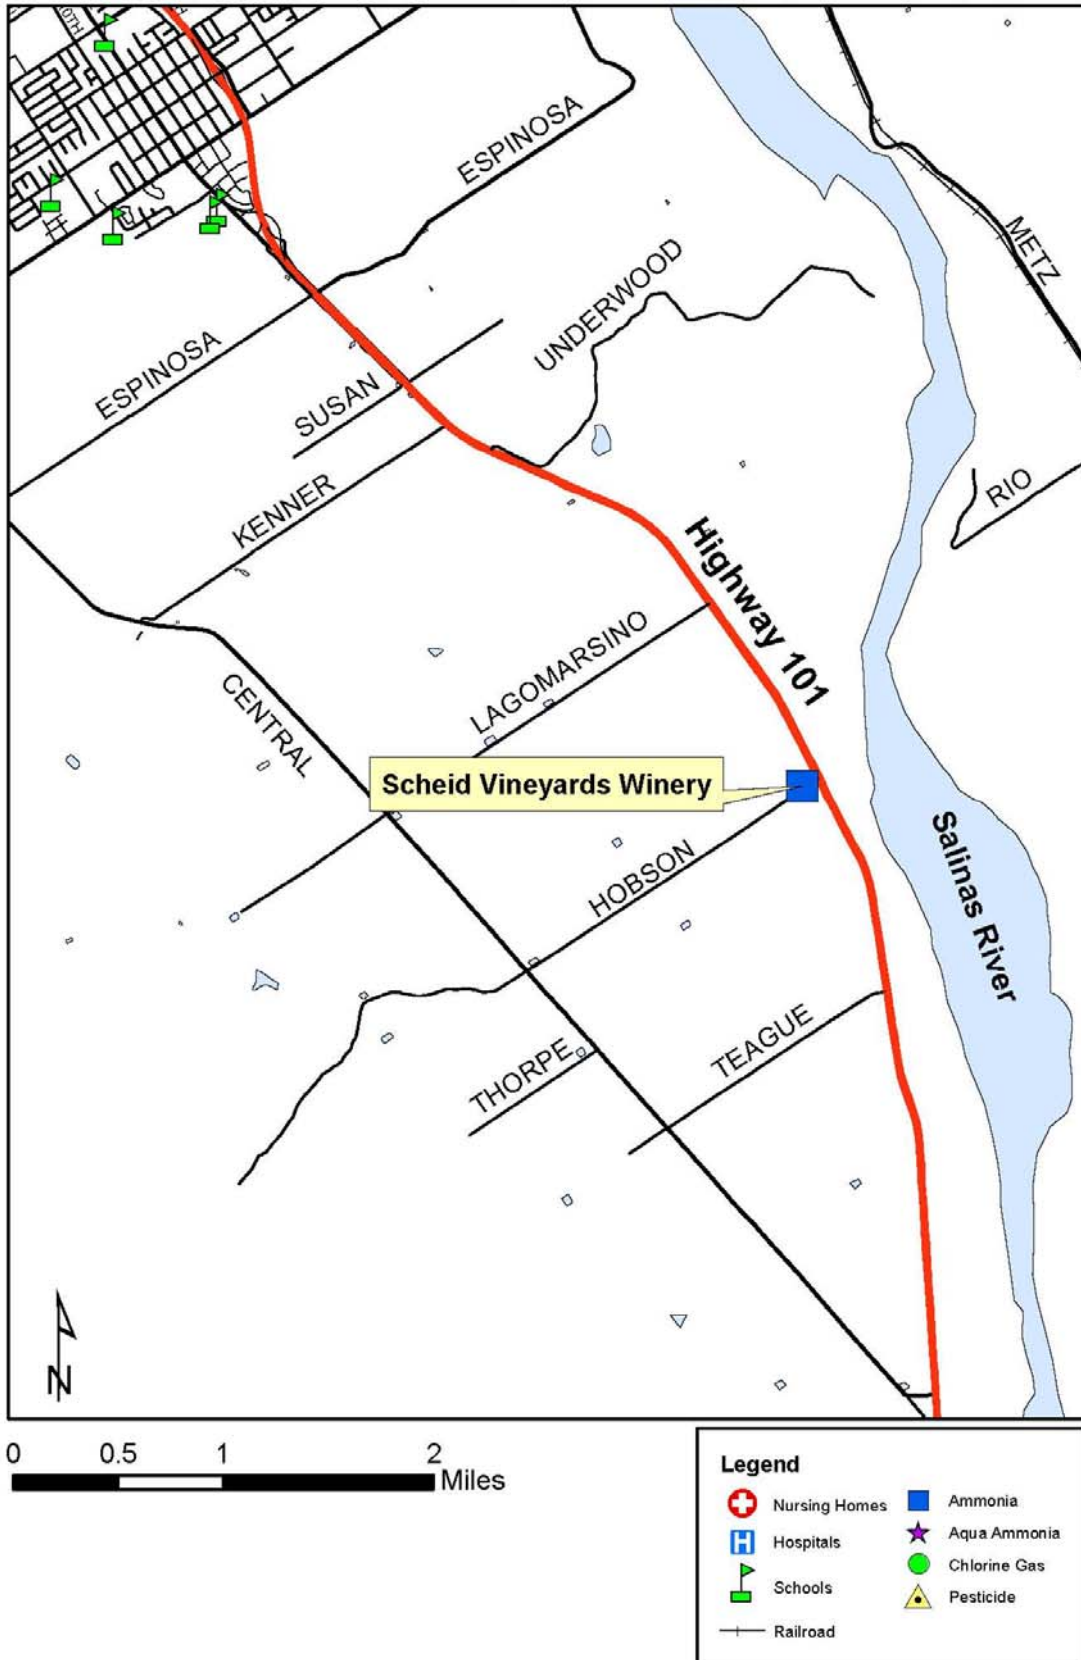 10TH
ESPINOSA
METZ
UNDERWOOD
ESPINOSA
SUSAN
RIO
KENNER
Highway 101
LAGOMARSINO
CENTRAL
Scheid Vineyards Winery
HOBSON
Salinas River
TEAGUE
THORPE
N
0 0.5 1 2
Miles
Legend
Nursing Homes
Hospitals
Schools
Railroad
Ammonia
Aqua Ammonia
Chlorine Gas
Pesticide